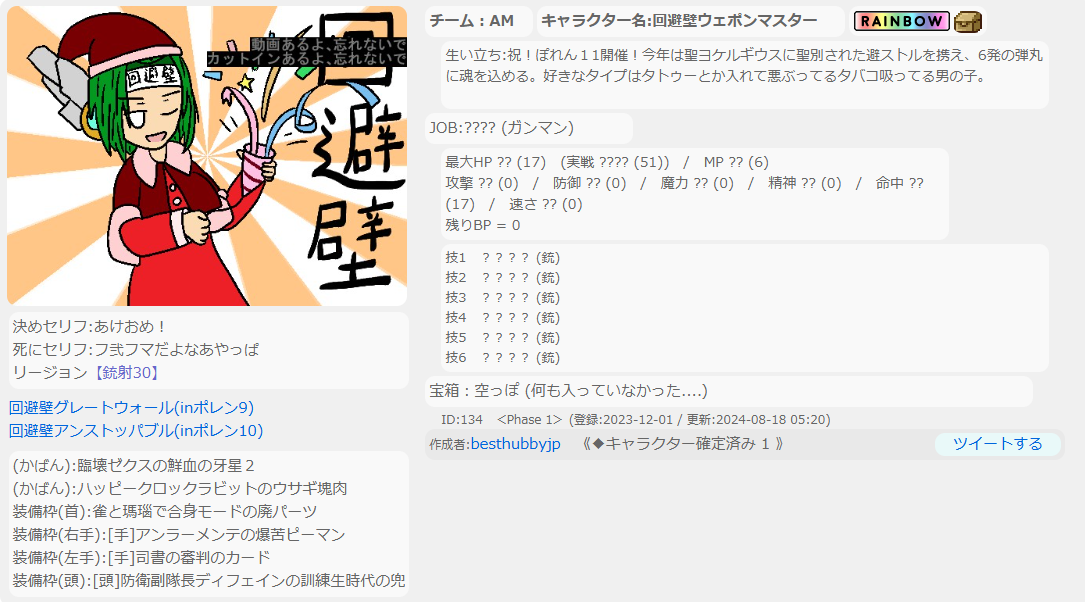 動画あるよ、忘れないで
カットインあるよ、忘れないで
回避壁
回避壁
決めセリフ:あけおめ！
死にセリフ:フ弐フマだよなあやっぱ
リージョン【銃射30】
回避壁グレートウォール(inポレン9)
回避壁アンストッパブル(inポレン10)
(かばん):臨壊ゼクスの鮮血の牙星２
(かばん):ハッピークロックラビットのウサギ塊肉
装備枠(首):雀と瑪瑙で合身モードの廃パーツ
装備枠(右手):[手]アンラーメンテの爆苦ピーマン
装備枠(左手):[手]司書の審判のカード
装備枠(頭):[頭]防衛副隊長ディフェインの訓練生時代の兜
チーム：AM　キャラクター名:回避壁ウェポンマスター　RAINBOW
生い立ち:祝！ぽれん１1開催！今年は聖ヨケルギウスに聖別された避ストルを携え、6発の弾丸
に魂を込める。好きなタイプはタトゥーとか入れて悪ぶってるタバコ吸ってる男の子。
JOB:???? (ガンマン)
最大HP ?? (17)　(実戦 ???? (51))　/　MP ?? (6)
攻撃 ?? (0)　/　防御 ?? (0)　/　魔力 ?? (0)　/　精神 ?? (0)　/　命中 ??
(17)　/　速さ ?? (0)
残りBP = 0
技1　？？？？ (銃)
技2　？？？？ (銃)
技3　？？？？ (銃)
技4　？？？？ (銃)
技5　？？？？ (銃)
技6　？？？？ (銃)
宝箱：空っぽ (何も入っていなかった....)
ID:134　＜Phase 1＞ (登録:2023-12-01 / 更新:2024-08-18 05:20)
作成者:besthubbyjp　《◆キャラクター確定済み 1 》　ツイートする